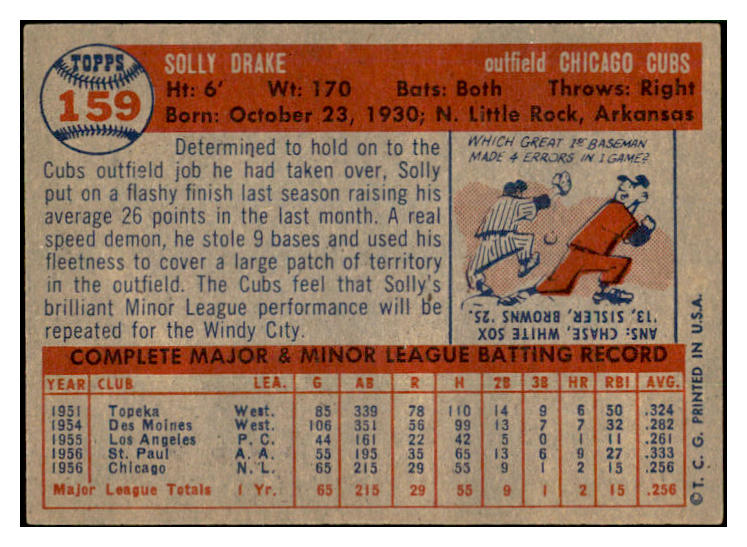 TOPPS
159
SOLLY DRAKE outfield CHICAGO CUBS
Ht: 6' Wt: 170 Bats: Both Throws: Right
Born: October 23, 1930; N. Little Rock, Arkansas
Determined to hold on to the
Cubs outfield job he had taken over, Solly
put on a flashy finish last season raising his
average 26 points in the last month. A real
speed demon, he stole 9 bases and used his
fleetness to cover a large patch of territory
in the outfield. The Cubs feel that Solly's
brilliant Minor League performance will be
repeated for the Windy City.
WHICH GREAT 1ST BASEMAN
MADE 4 ERRORS IN 1 GAME?
ANS: CHASE, WHITE SOX
'13, SISLER, BROWNS '25.
COMPLETE MAJOR & MINOR LEAGUE BATTING RECORD
YEAR CLUB LEA. G AB R H 2B 3B HR RBI AVG.
1951 Topeka West. 85 339 78 110 14 9 6 50 .324
1954 Des Moines West. 106 351 56 99 13 7 7 32 .282
1955 Los Angeles P. C. 44 161 22 42 5 0 1 11 .261
1956 St. Paul A. A. 55 195 35 65 13 6 9 27 .333
1956 Chicago N. L. 65 215 29 55 9 1 2 15 .256
Major League Totals 1 Yr. 65 215 29 55 9 1 2 15 .256
© T. C. G. PRINTED IN U.S.A.